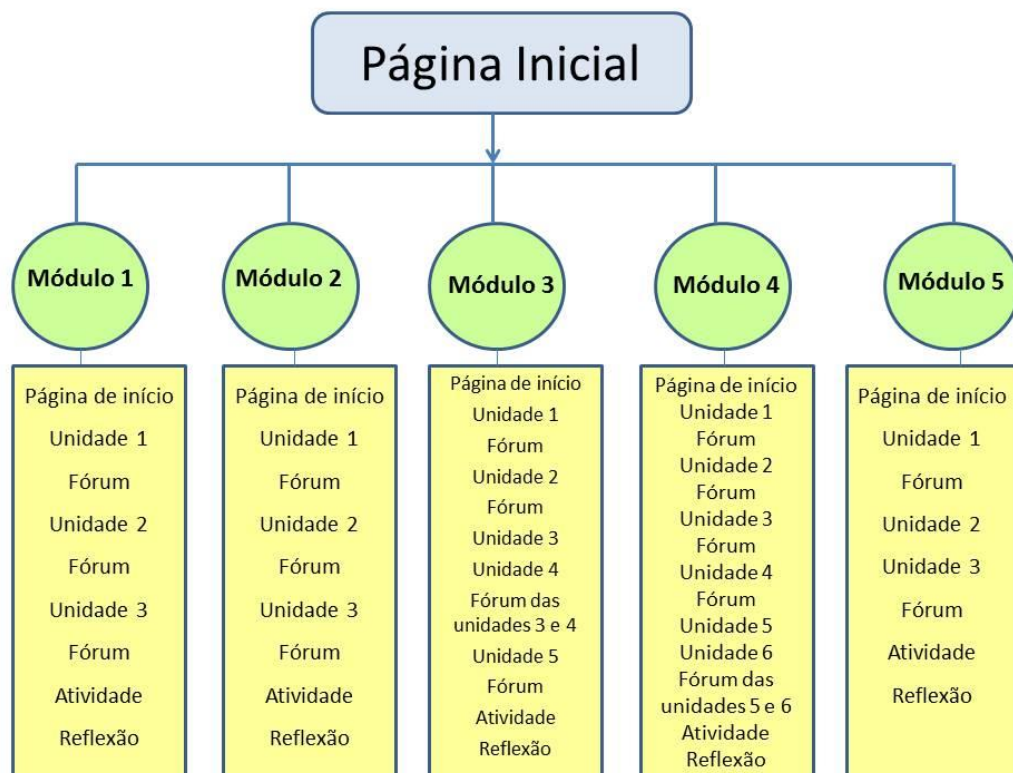 Página Inicial
Módulo 1
Módulo 2
Módulo 3
Módulo 4
Módulo 5
Página de início
Unidade 1
Fórum
Unidade 2
Fórum
Unidade 3
Fórum
Atividade
Reflexão
Página de início
Unidade 1
Fórum
Unidade 2
Fórum
Unidade 3
Fórum
Atividade
Reflexão
Página de início
Unidade 1
Fórum
Unidade 2
Fórum
Unidade 3
Unidade 4
Fórum das
unidades 3 e 4
Unidade 5
Fórum
Atividade
Reflexão
Página de início
Unidade 1
Fórum
Unidade 2
Fórum
Unidade 3
Fórum
Unidade 4
Fórum
Unidade 5
Unidade 6
Fórum das
unidades 5 e 6
Atividade
Reflexão
Página de início
Unidade 1
Fórum
Unidade 2
Unidade 3
Fórum
Atividade
Reflexão